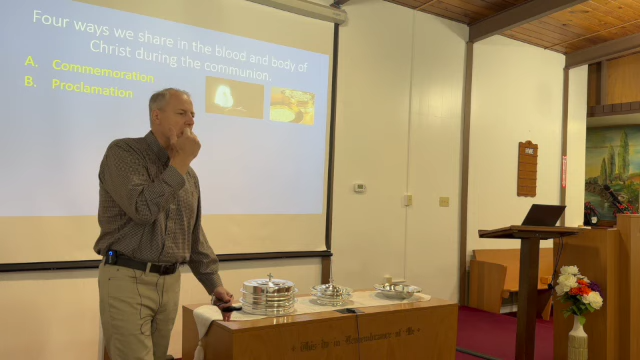 Four ways we share in the blood and body of
Christ during the communion.
A. Commemoration
B. Proclamation